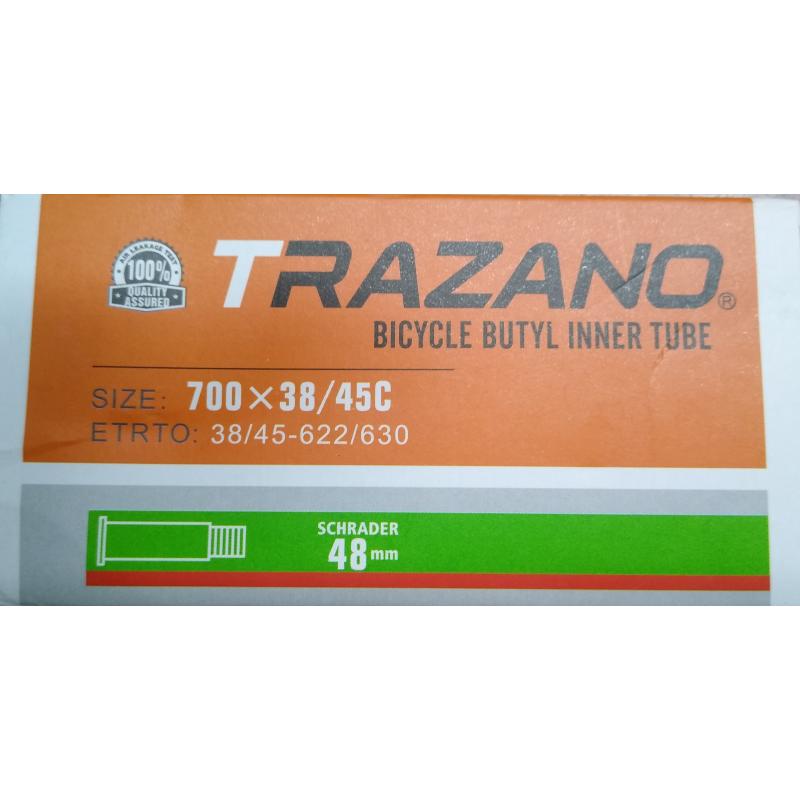 AIR LEAKAGE TEST
100%
QUALITY
ASSURED
TRAZANO®
BICYCLE BUTYL INNER TUBE
SIZE: 700×38/45C
ETRTO: 38/45-622/630
SCHRADER
48mm